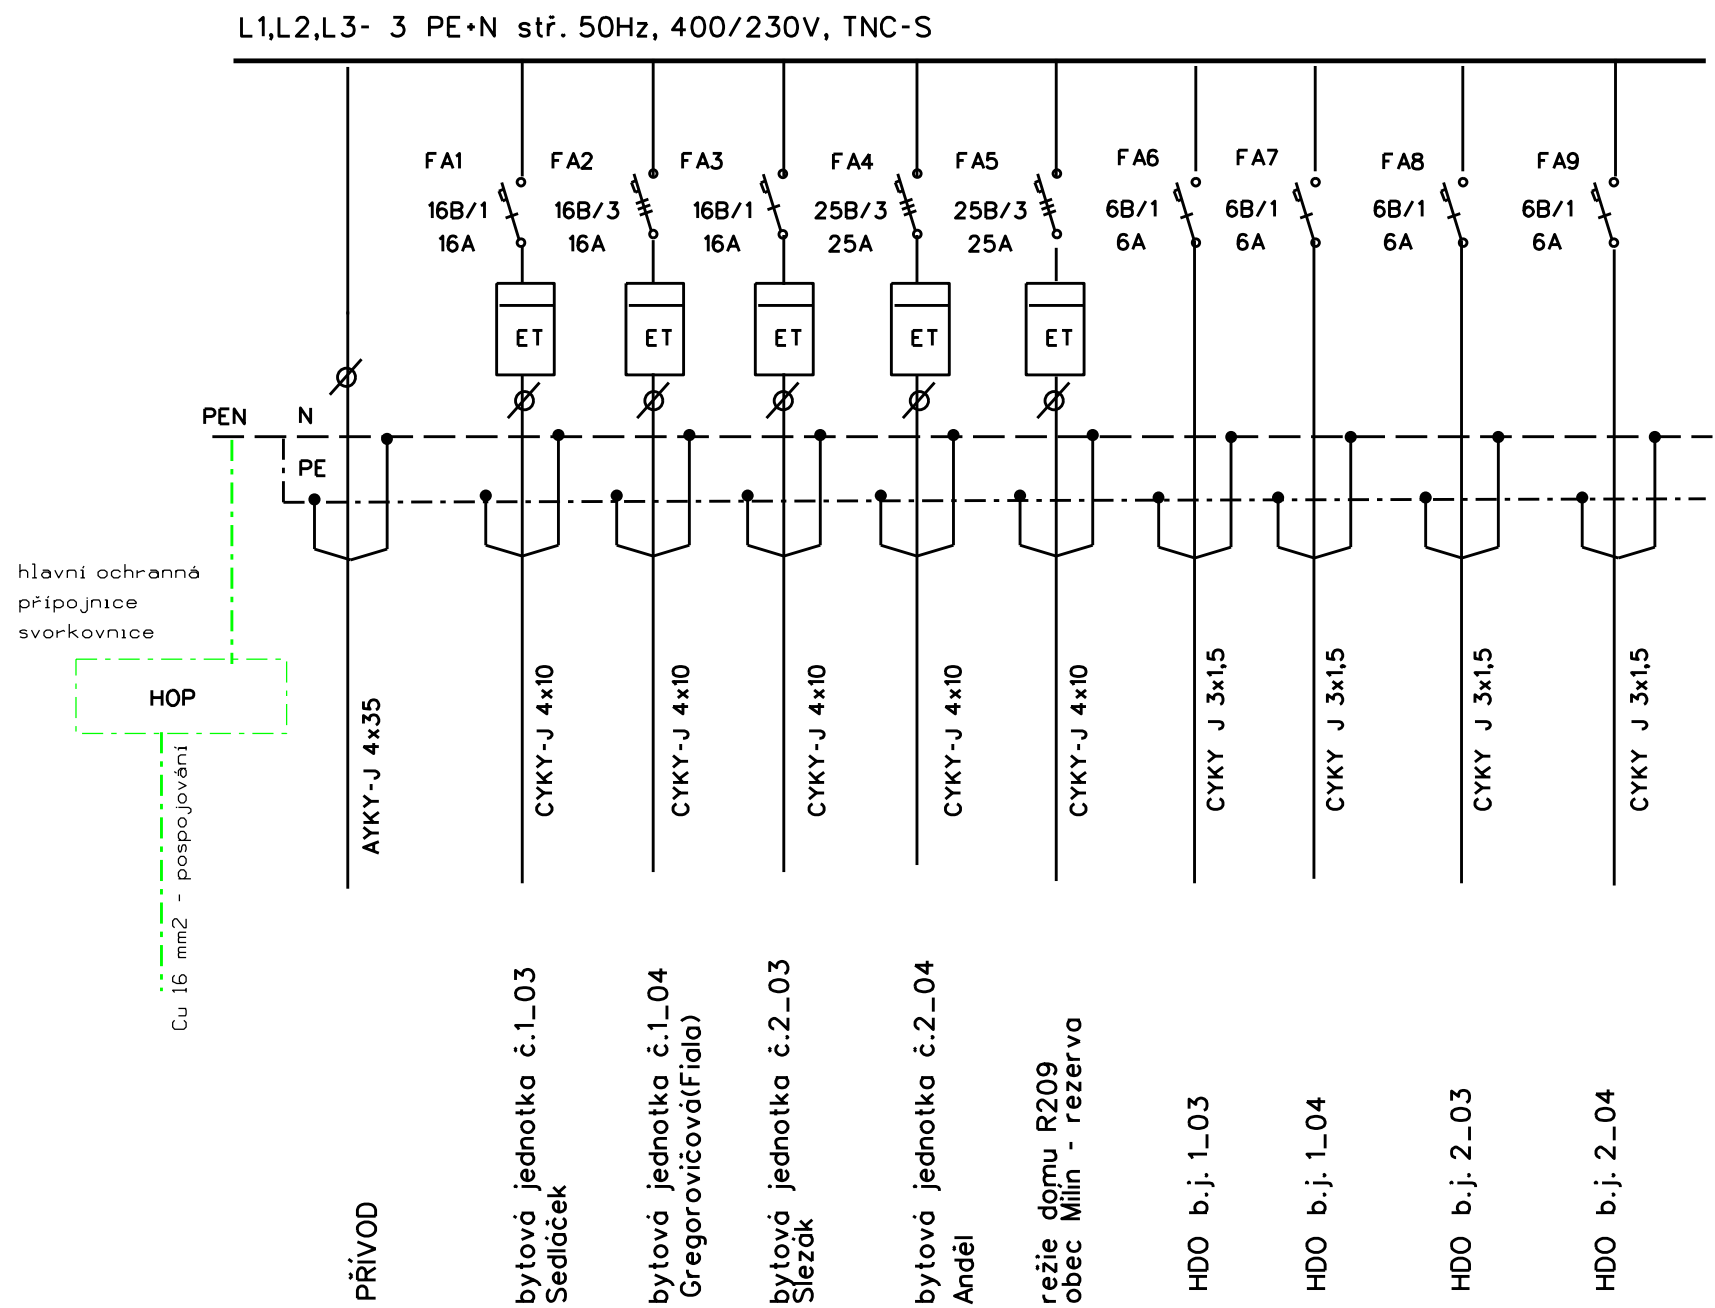 L1,L2,L3- 3 PE+N stř. 50Hz, 400/230V, TNC-S
FA1
16B/1
16A
FA2
16B/3
16A
FA3
16B/1
16A
FA4
25B/3
25A
FA5
25B/3
25A
FA6
6B/1
6A
FA7
6B/1
6A
FA8
6B/1
6A
FA9
6B/1
6A
ET
ET
ET
ET
ET
PEN
N
PE
hlavní ochranná
přípojnice
svorkovnice
HOP
Cu 16 mm2 - pospojování
AYKY-J 4x35
CYKY-J 4x10
CYKY-J 4x10
CYKY-J 4x10
CYKY-J 4x10
CYKY-J 4x10
CYKY J 3x1,5
CYKY J 3x1,5
CYKY J 3x1,5
CYKY J 3x1,5
PŘÍVOD
bytová jednotka č.1_03
Sedláček
bytová jednotka č.1_04
Gregorovičová(Fiala)
bytová jednotka č.2_03
Slezák
bytová jednotka č.2_04
Anděl
režie domu R209
obec Milín - rezerva
HDO b.j. 1_03
HDO b.j. 1_04
HDO b.j. 2_03
HDO b.j. 2_04